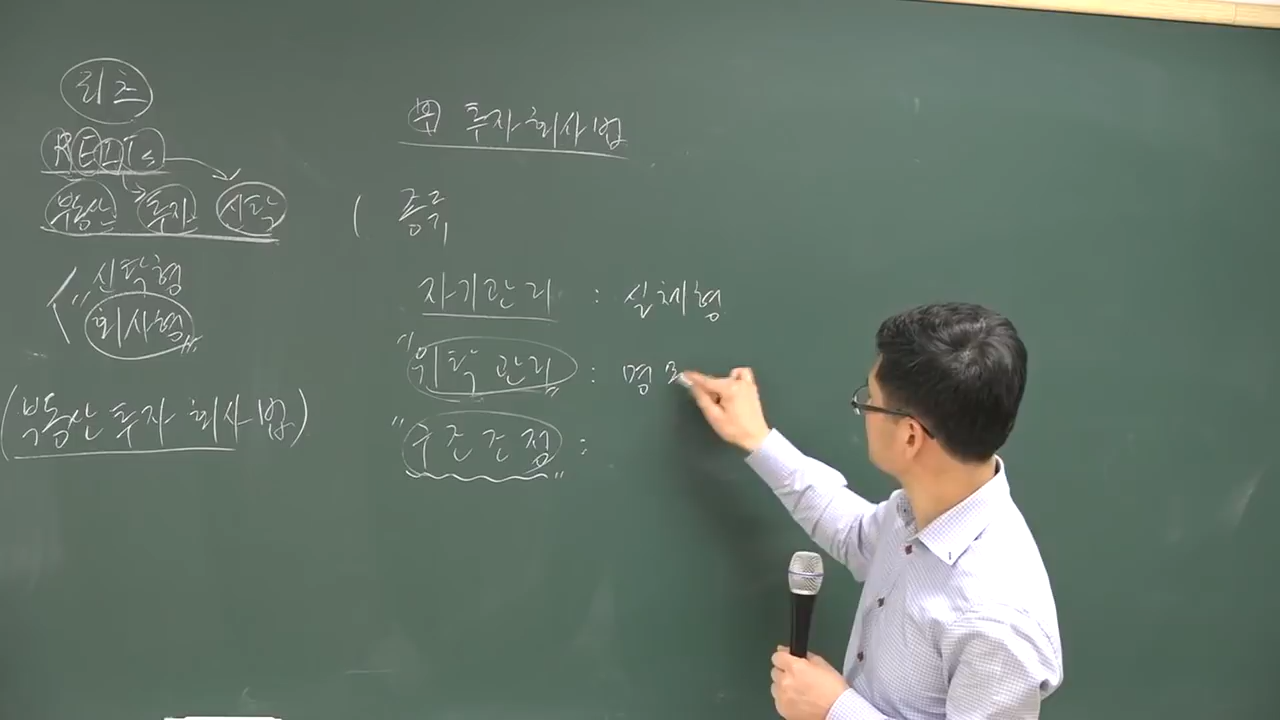 리츠
REITs
부동산 투자 신탁
신탁형
"회사형"
(부동산 투자 회사법)
부 투자회사법
( 종류
자기관리 : 실체형
"위탁관리" : 명
"구조조정" :